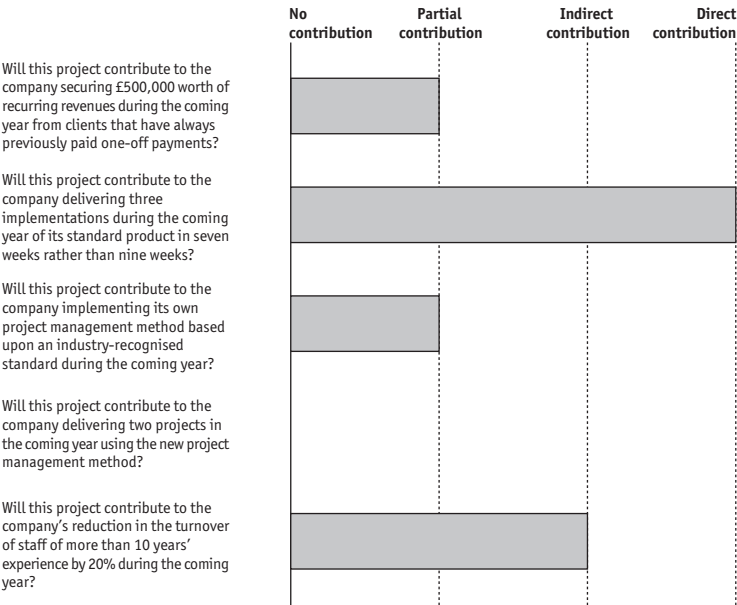 No Partial Indirect Direct
contribution contribution contribution contribution
Will this project contribute to the
company securing £500,000 worth of
recurring revenues during the coming
year from clients that have always
previously paid one-off payments?
Will this project contribute to the
company delivering three
implementations during the coming
year of its standard product in seven
weeks rather than nine weeks?
Will this project contribute to the
company implementing its own
project management method based
upon an industry-recognised
standard during the coming year?
Will this project contribute to the
company delivering two projects in
the coming year using the new project
management method?
Will this project contribute to the
company’s reduction in the turnover
of staff of more than 10 years’
experience by 20% during the coming
year?